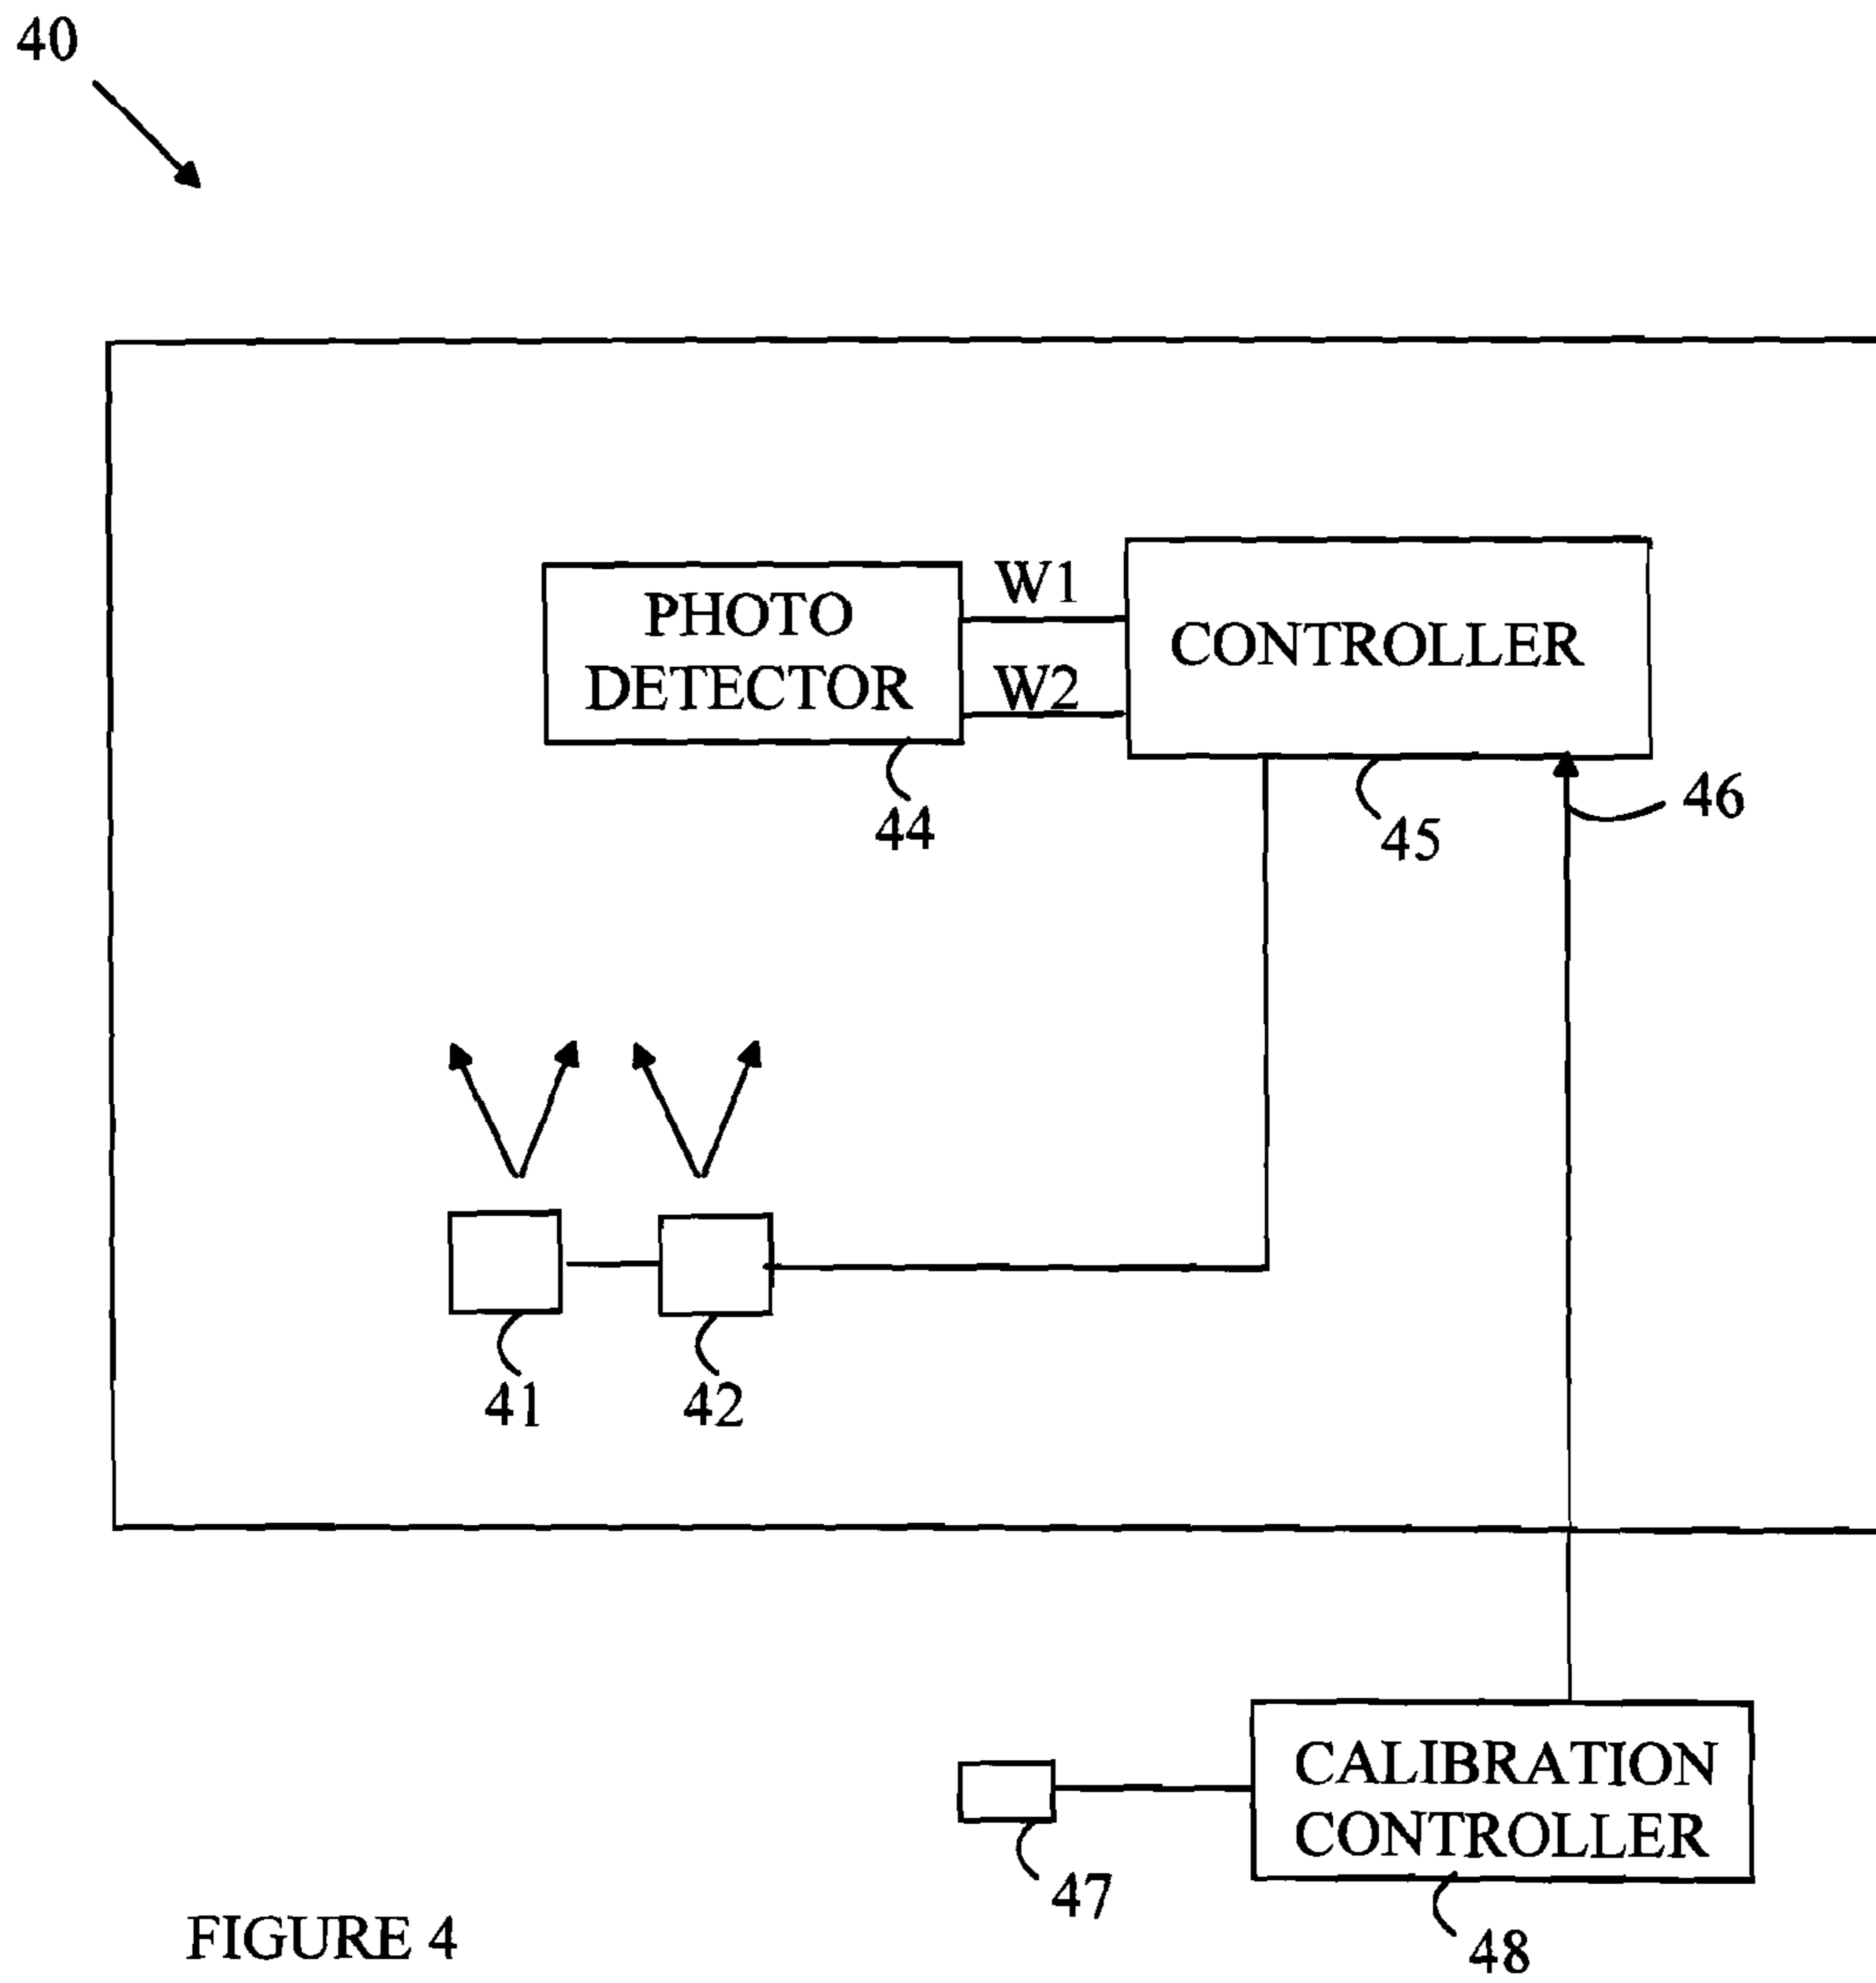 40
W1
PHOTO
DETECTOR
W2
CONTROLLER
44
45
46
41
42
CALIBRATION
CONTROLLER
47
48
FIGURE 4